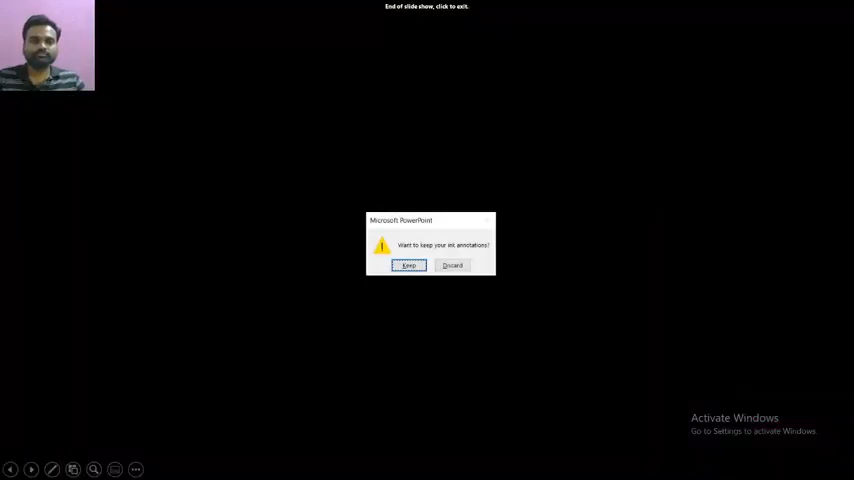 End of slide show, click to exit.
Microsoft PowerPoint
Want to keep your ink annotations?
Keep
Discard
Activate Windows
Go to Settings to activate Windows.